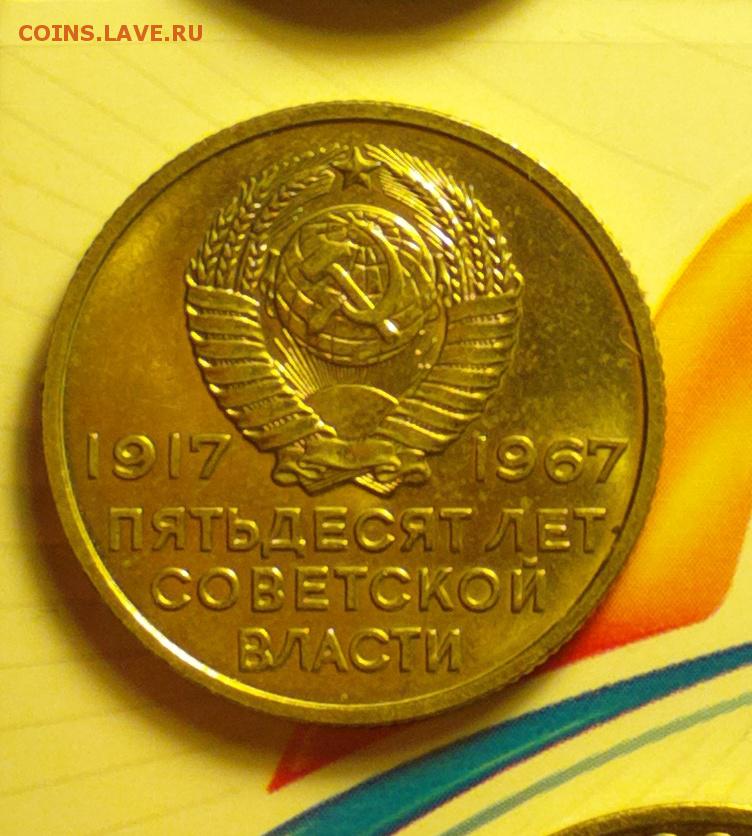 COINS.LAVE.RU
1917 1967
ПЯТЬДЕСЯТ ЛЕТ
СОВЕТСКОЙ
ВЛАСТИ